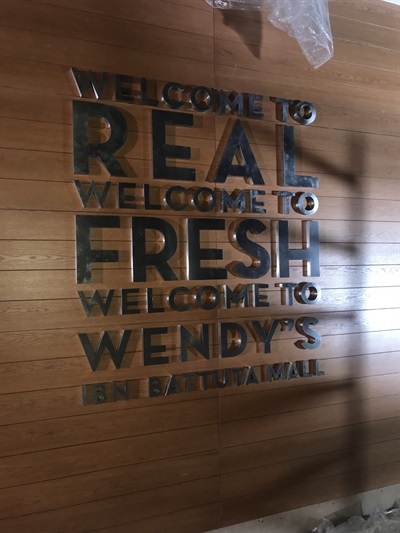 WELCOME TO
REAL
WELCOME TO
FRESH
WELCOME TO
WENDY'S
IBN BATTUTA MALL